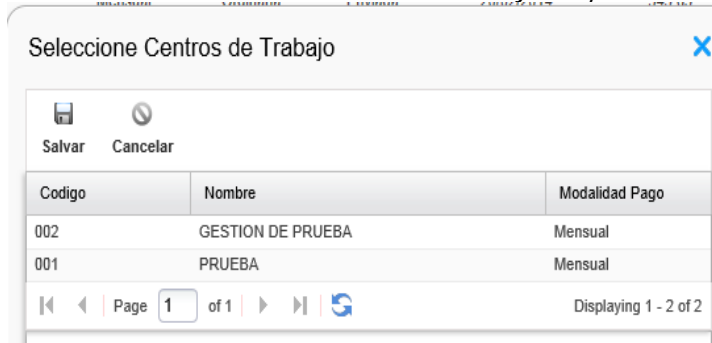 Seleccione Centros de Trabajo
Salvar Cancelar
Codigo Nombre Modalidad Pago
002 GESTION DE PRUEBA Mensual
001 PRUEBA Mensual
Page 1 of 1 Displaying 1 - 2 of 2